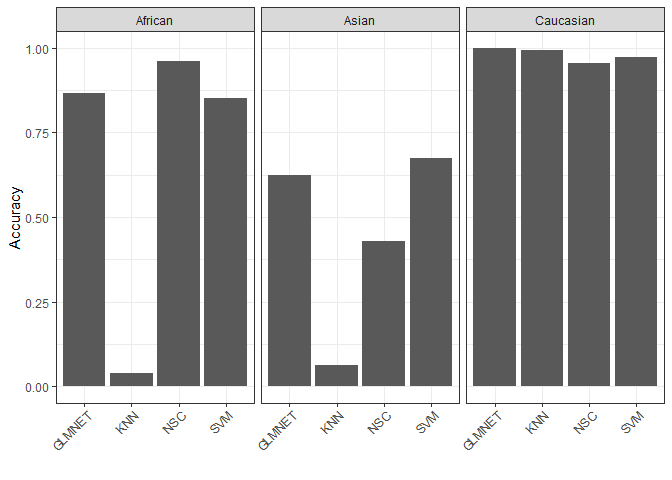 African Asian Caucasian
Accuracy
1.00
0.75
0.50
0.25
0.00
GLMNET KNN NSC SVM GLMNET KNN NSC SVM GLMNET KNN NSC SVM